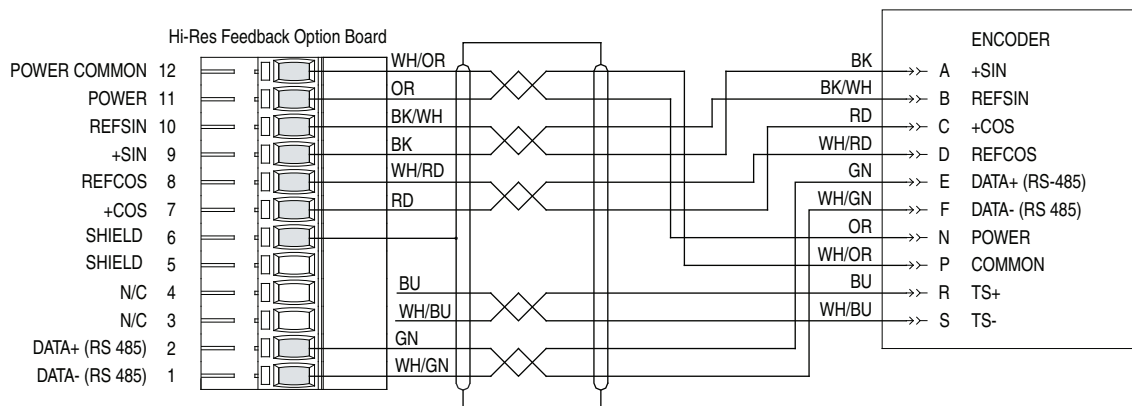 Hi-Res Feedback Option Board
POWER COMMON 12
POWER 11
REFSIN 10
+SIN 9
REFCOS 8
+COS 7
SHIELD 6
SHIELD 5
N/C 4
N/C 3
DATA+ (RS 485) 2
DATA- (RS 485) 1
WH/OR
OR
BK/WH
BK
WH/RD
RD
BU
WH/BU
GN
WH/GN
ENCODER
BK A +SIN
BK/WH B REFSIN
RD C +COS
WH/RD D REFCOS
GN E DATA+ (RS-485)
WH/GN F DATA- (RS 485)
OR N POWER
WH/OR P COMMON
BU R TS+
WH/BU S TS-